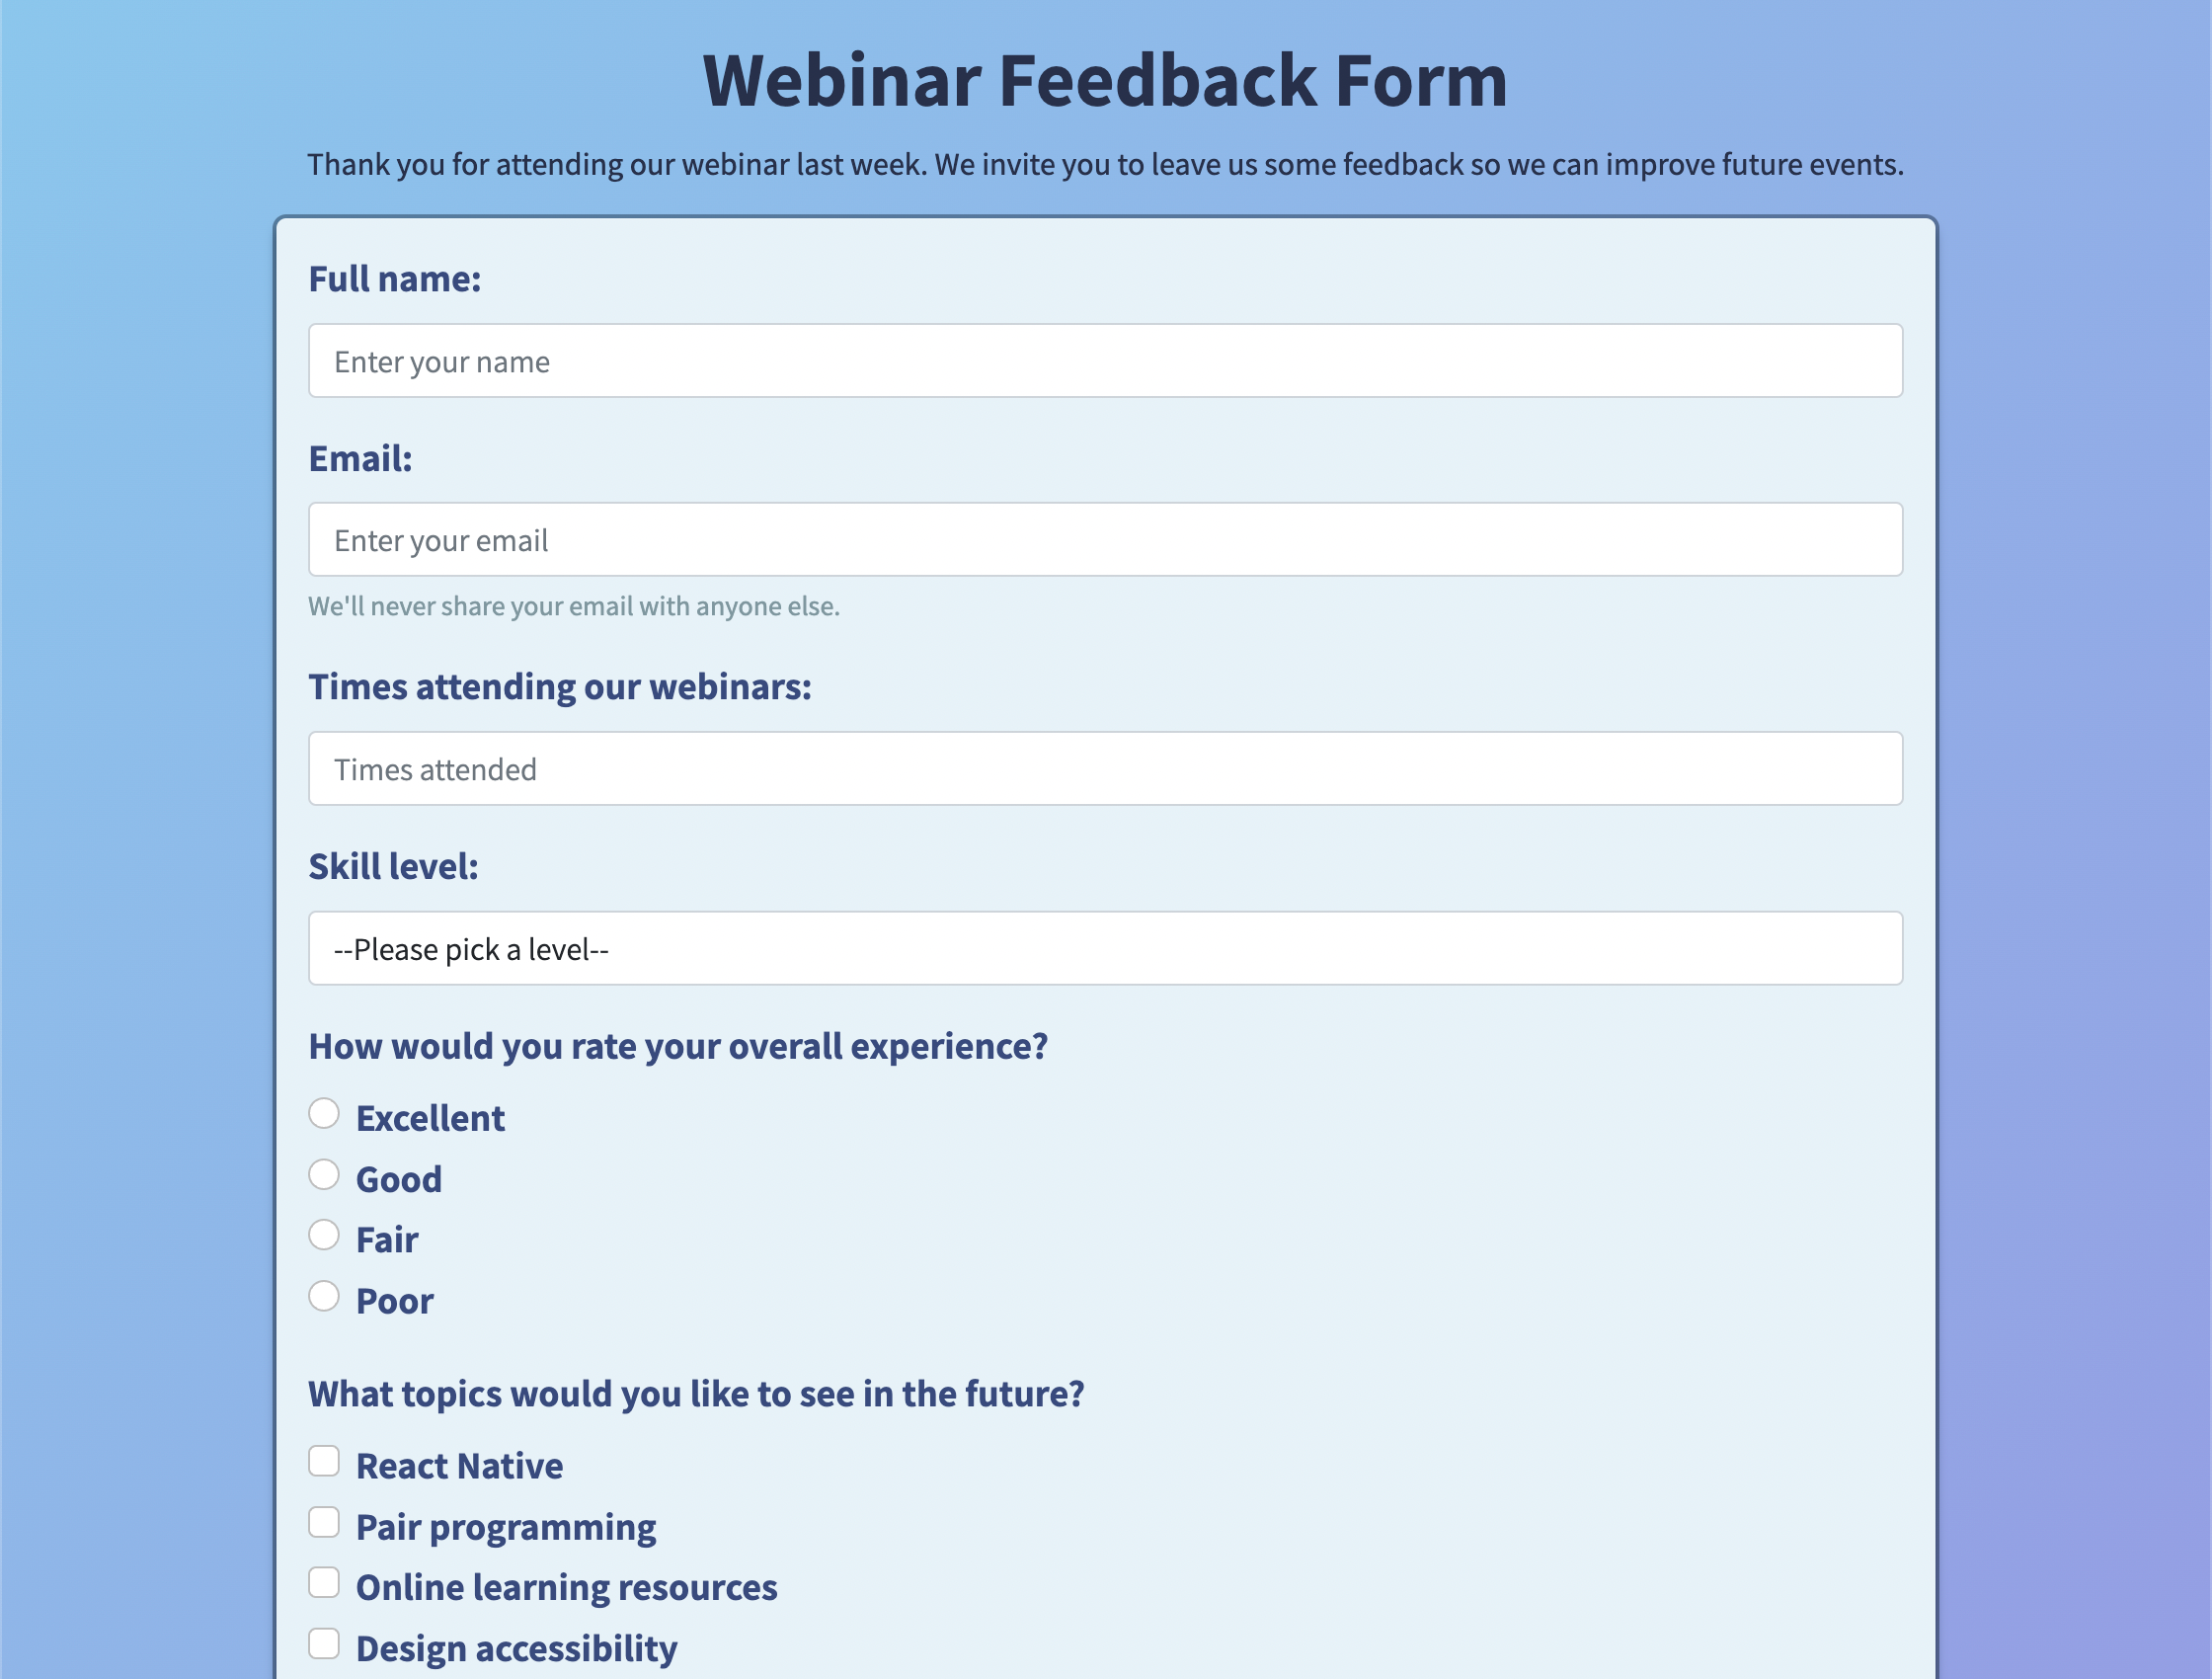 Webinar Feedback Form
Thank you for attending our webinar last week. We invite you to leave us some feedback so we can improve future events.
Full name:
Enter your name
Email:
Enter your email
We'll never share your email with anyone else.
Times attending our webinars:
Times attended
Skill level:
--Please pick a level--
How would you rate your overall experience?
Excellent
Good
Fair
Poor
What topics would you like to see in the future?
React Native
Pair programming
Online learning resources
Design accessibility